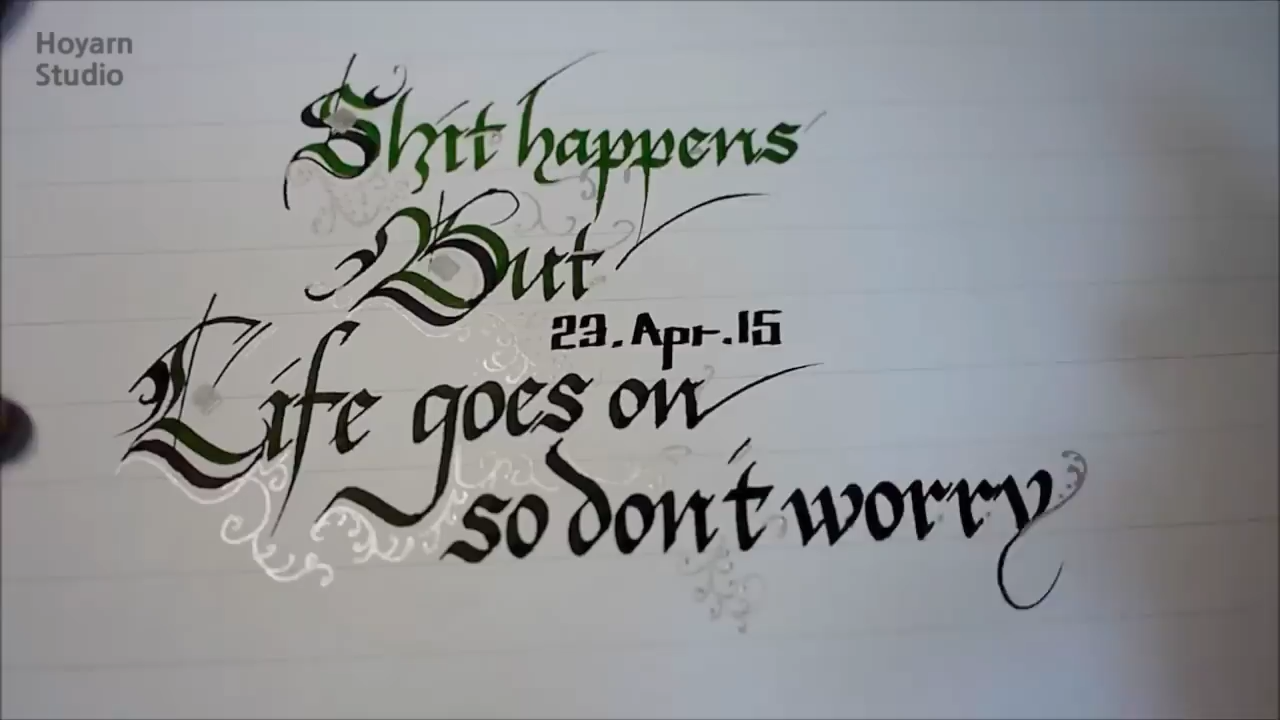 Hoyarn
Studio
Shit happens
But
23.Apr.15
Life goes on
so don't worry